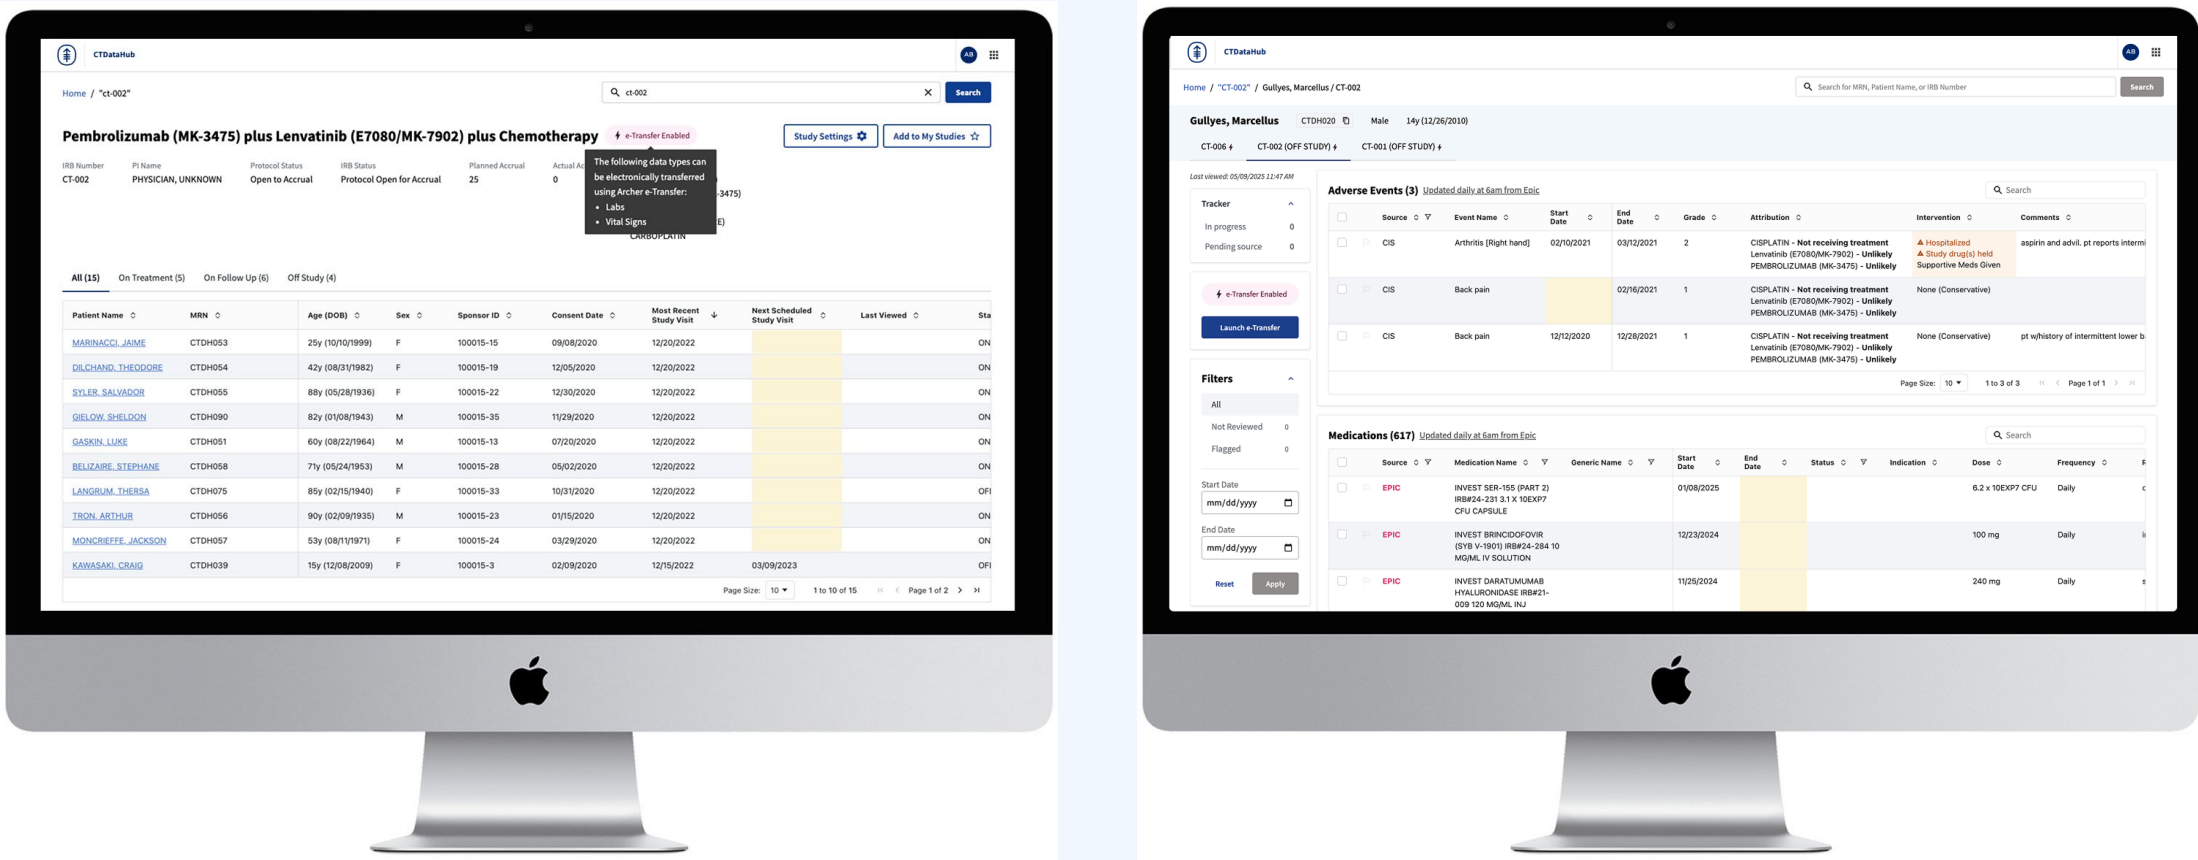 CTDataHub
AB
Home / "ct-002"
ct-002
Search
Pembrolizumab (MK-3475) plus Lenvatinib (E7080/MK-7902) plus Chemotherapy
e-Transfer Enabled
Study Settings
Add to My Studies
IRB Number PI Name Protocol Status IRB Status Planned Accrual Actual Ac
CT-002 PHYSICIAN, UNKNOWN Open to Accrual Protocol Open for Accrual 25 0
The following data types can
be electronically transferred
using Archer e-Transfer:
• Labs
• Vital Signs
-3475)
E)
CARBOPLATIN
All (15) On Treatment (5) On Follow Up (6) Off Study (4)
Patient Name MRN Age (DOB) Sex Sponsor ID Consent Date Most Recent Study Visit Next Scheduled Study Visit Last Viewed Sta
MARINACCI, JAIME CTDH053 25y (10/10/1999) F 100015-15 09/08/2020 12/20/2022 ON
DILCHAND, THEODORE CTDH054 42y (08/31/1982) F 100015-19 12/05/2020 12/20/2022 ON
SYLER, SALVADOR CTDH055 88y (05/28/1936) F 100015-22 12/30/2020 12/20/2022 ON
GIELOW, SHELDON CTDH090 82y (01/08/1943) M 100015-35 11/29/2020 12/20/2022 ON
GASKIN, LUKE CTDH051 60y (08/22/1964) M 100015-13 07/20/2020 12/20/2022 ON
BELIZAIRE, STEPHANE CTDH058 71y (05/24/1953) M 100015-28 05/02/2020 12/20/2022 ON
LANGRUM, THERSA CTDH075 85y (02/15/1940) F 100015-33 10/31/2020 12/20/2022 OFI
TRON, ARTHUR CTDH056 90y (02/09/1935) M 100015-23 01/15/2020 12/20/2022 ON
MONCRIEFFE, JACKSON CTDH057 53y (08/11/1971) F 100015-24 03/29/2020 12/20/2022 ON
KAWASAKI, CRAIG CTDH039 15y (12/08/2009) F 100015-3 02/09/2020 12/15/2022 03/09/2023 OFI
Page Size: 10 1 to 10 of 15 Page 1 of 2
CTDataHub
AB
Home / "CT-002" / Gullyes, Marcellus / CT-002
Search for MRN, Patient Name, or IRB Number
Search
Gullyes, Marcellus CTDH020 Male 14y (12/26/2010)
CT-006 CT-002 (OFF STUDY) CT-001 (OFF STUDY)
Last viewed: 05/09/2025 11:47 AM
Tracker
In progress 0
Pending source 0
e-Transfer Enabled
Launch e-Transfer
Filters
All
Not Reviewed 0
Flagged 0
Start Date
mm/dd/yyyy
End Date
mm/dd/yyyy
Reset Apply
Adverse Events (3) Updated daily at 6am from Epic
Search
Source Event Name Start Date End Date Grade Attribution Intervention Comments
CIS Arthritis [Right hand] 02/10/2021 03/12/2021 2 CISPLATIN - Not receiving treatment Hospitalized aspirin and advil. pt reports intermi
Lenvatinib (E7080/MK-7902) - Unlikely Study drug(s) held
PEMBROLIZUMAB (MK-3475) - Unlikely Supportive Meds Given
CIS Back pain 02/16/2021 1 CISPLATIN - Not receiving treatment None (Conservative)
Lenvatinib (E7080/MK-7902) - Unlikely
PEMBROLIZUMAB (MK-3475) - Unlikely
CIS Back pain 12/12/2020 12/28/2021 1 CISPLATIN - Not receiving treatment None (Conservative) pt w/history of intermittent lower b
Lenvatinib (E7080/MK-7902) - Unlikely
PEMBROLIZUMAB (MK-3475) - Unlikely
Page Size: 10 1 to 3 of 3 Page 1 of 1
Medications (617) Updated daily at 6am from Epic
Search
Source Medication Name Generic Name Start Date End Date Status Indication Dose Frequency
EPIC INVEST SER-155 (PART 2) 01/08/2025 6.2 x 10EXP7 CFU Daily
IRB#24-231 3.1 X 10EXP7
CFU CAPSULE
EPIC INVEST BRINCIDOFOVIR 12/23/2024 100 mg Daily
(SYB V-1901) IRB#24-284 10
MG/ML IV SOLUTION
EPIC INVEST DARATUMUMAB 11/25/2024 240 mg Daily
HYALURONIDASE IRB#21-
009 120 MG/ML INJ